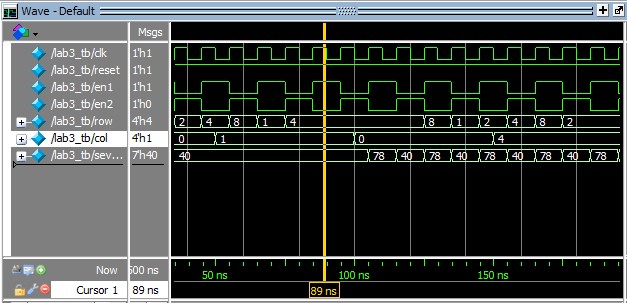 Wave - Default
Msgs
/lab3_tb/clk 1'h1
/lab3_tb/reset 1'h1
/lab3_tb/en1 1'h1
/lab3_tb/en2 1'h0
/lab3_tb/row 4'h4 2 4 8 1 4 8 1 2 4 8 2
/lab3_tb/col 4'h1 0 1 0 4
/lab3_tb/sev... 7'h40 40 78 40 78 40 78 40 78 40 78
Now 500 ns 50 ns 100 ns 150 ns
Cursor 1 89 ns 89 ns